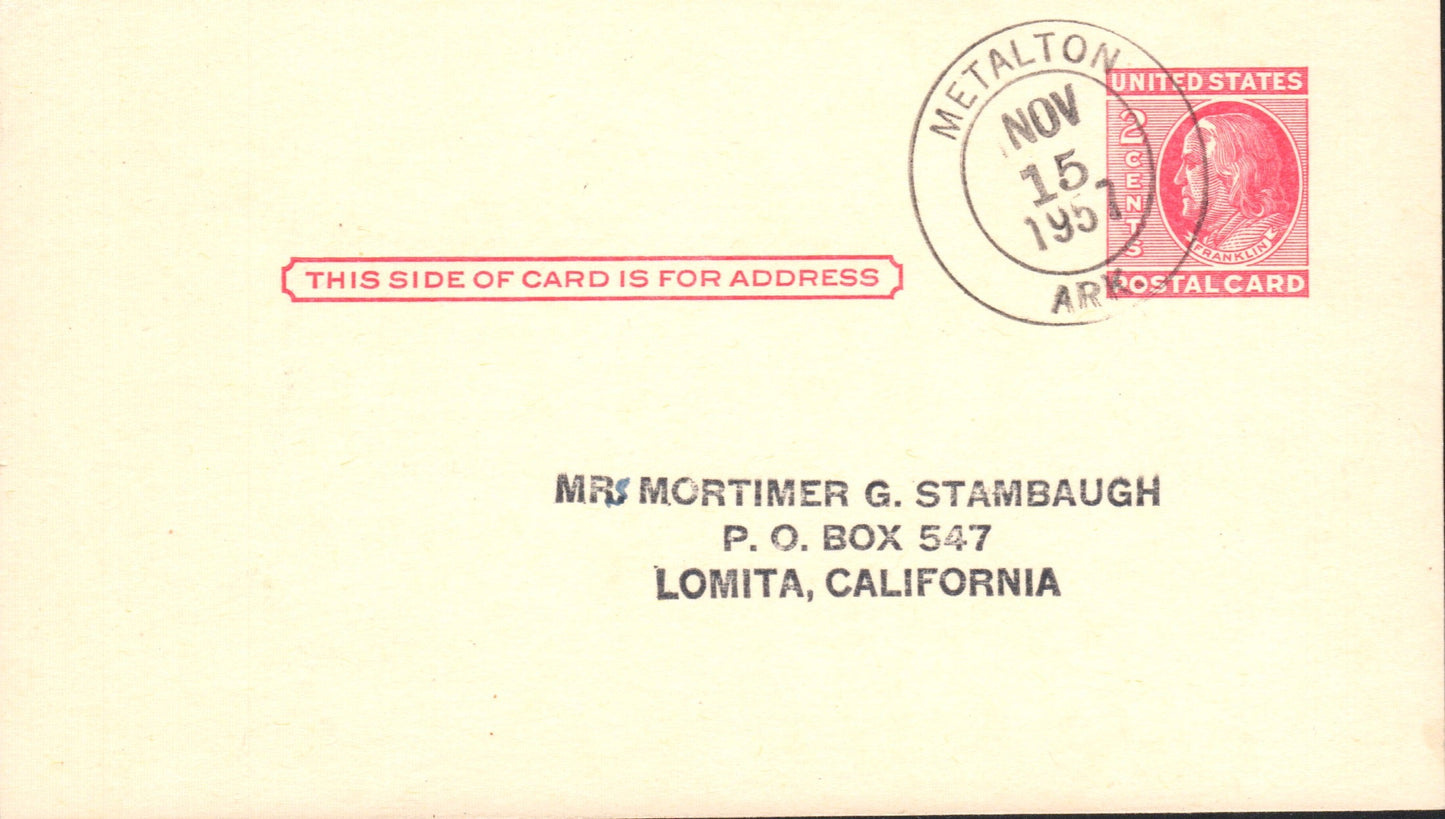 METALTON
NOV
15
1957
ARK
UNITED STATES
2 CENTS
FRANKLIN
POSTAL CARD
THIS SIDE OF CARD IS FOR ADDRESS
MRs MORTIMER G. STAMBAUGH
P. O. BOX 547
LOMITA, CALIFORNIA